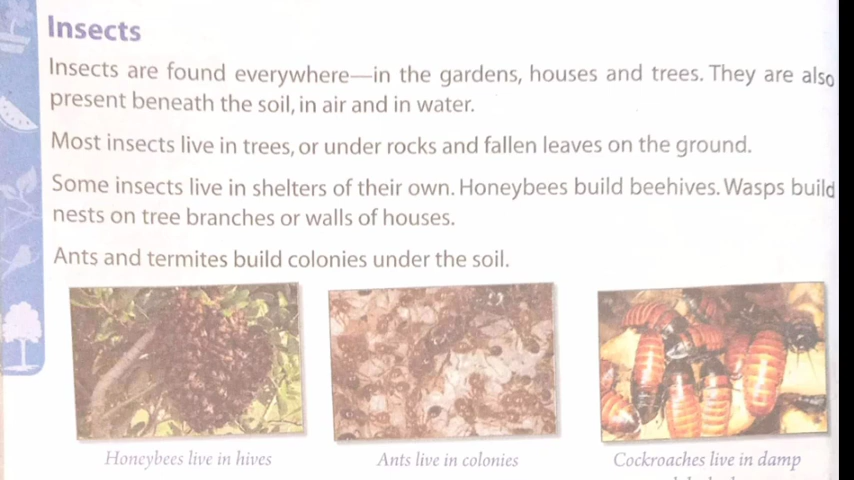 Insects
Insects are found everywhere—in the gardens, houses and trees. They are also
present beneath the soil, in air and in water.
Most insects live in trees, or under rocks and fallen leaves on the ground.
Some insects live in shelters of their own. Honeybees build beehives. Wasps build
nests on tree branches or walls of houses.
Ants and termites build colonies under the soil.
Honeybees live in hives
Ants live in colonies
Cockroaches live in damp